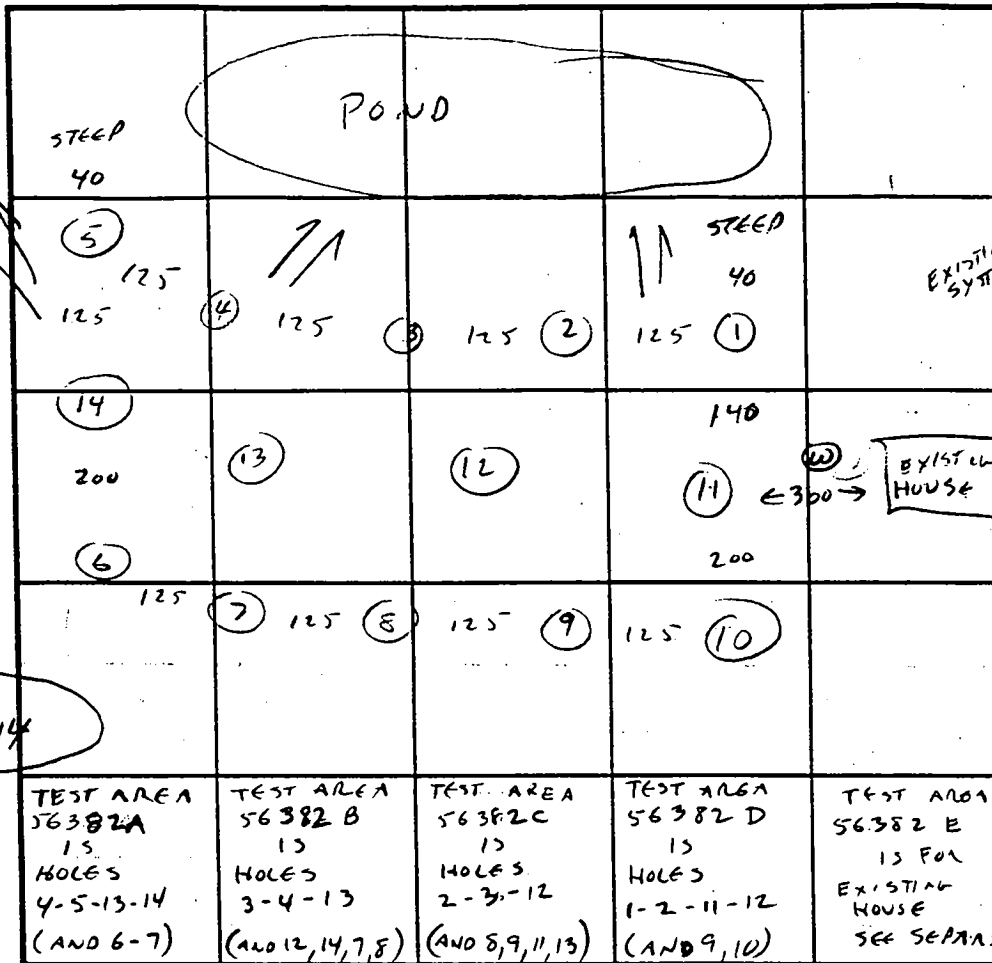 POND
STEEP
40
5
125
125
4
125
3
125
2
125
STEEP
40
1
14
200
6
13
12
140
11
←300→
200
W
HOUSE
125
7
125
8
125
9
125
10
14
TEST AREA
56382A
IS
HOLES
4-5-13-14
(AND 6-7)
TEST AREA
56382 B
IS
HOLES
3-4-13
(AND 12,14,7,8)
TEST AREA
56382C
IS
HOLES
2-3-12
(AND 8,9,11,13)
TEST AREA
56382 D
IS
HOLES
1-2-11-12
(AND 9,10)
TEST AREA
56382 E
IS FOR
EXISTING
HOUSE
SEE